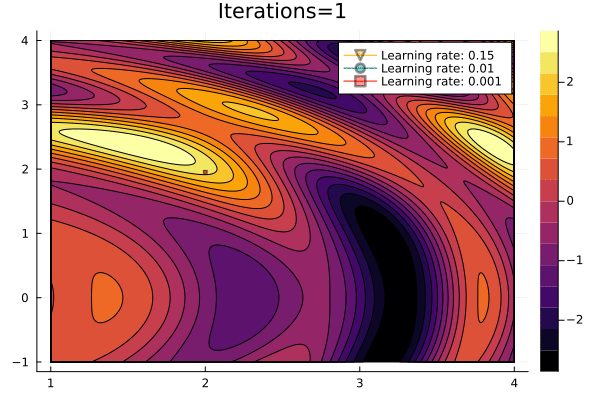 Iterations=1
Learning rate: 0.15
Learning rate: 0.01
Learning rate: 0.001
4
3
2
1
0
−1
1 2 3 4
2
1
0
−1
−2